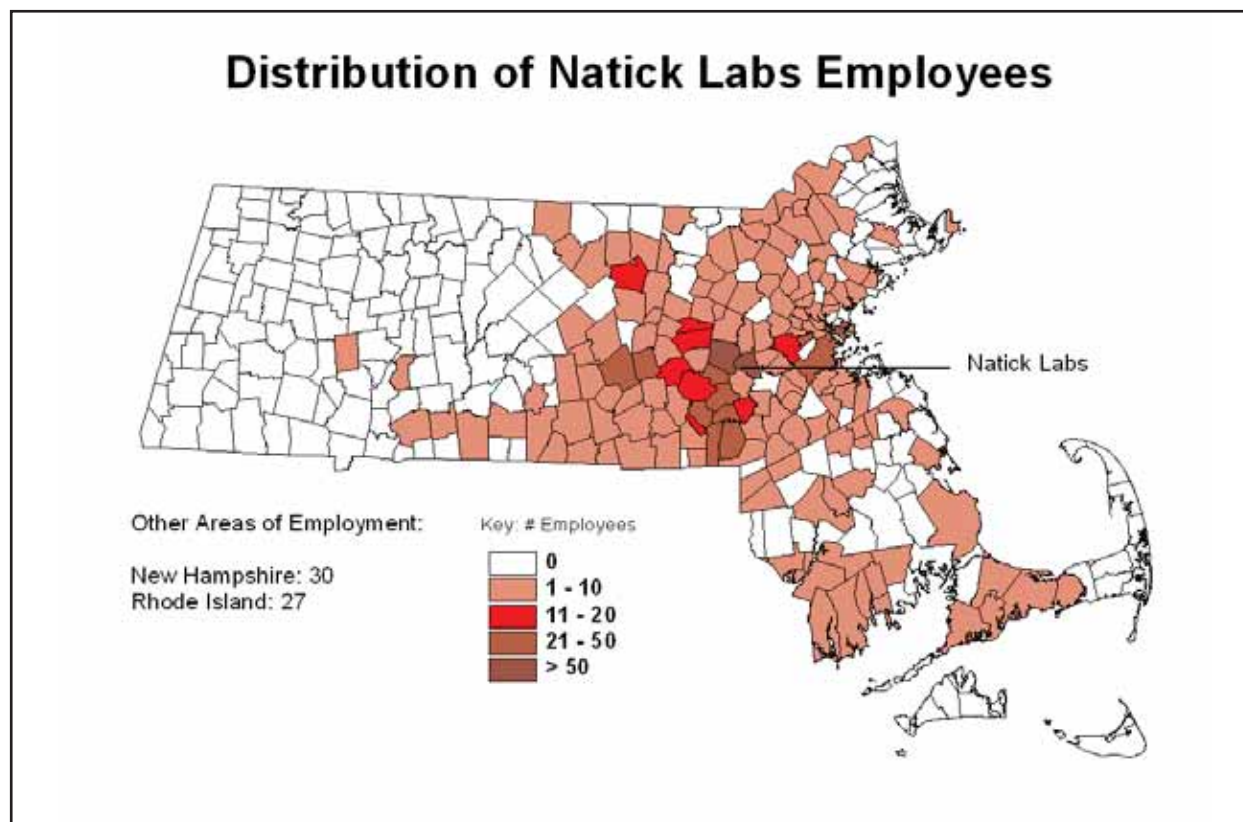 Distribution of Natick Labs Employees
Natick Labs
Other Areas of Employment:
New Hampshire: 30
Rhode Island: 27
Key: # Employees
0
1 - 10
11 - 20
21 - 50
> 50